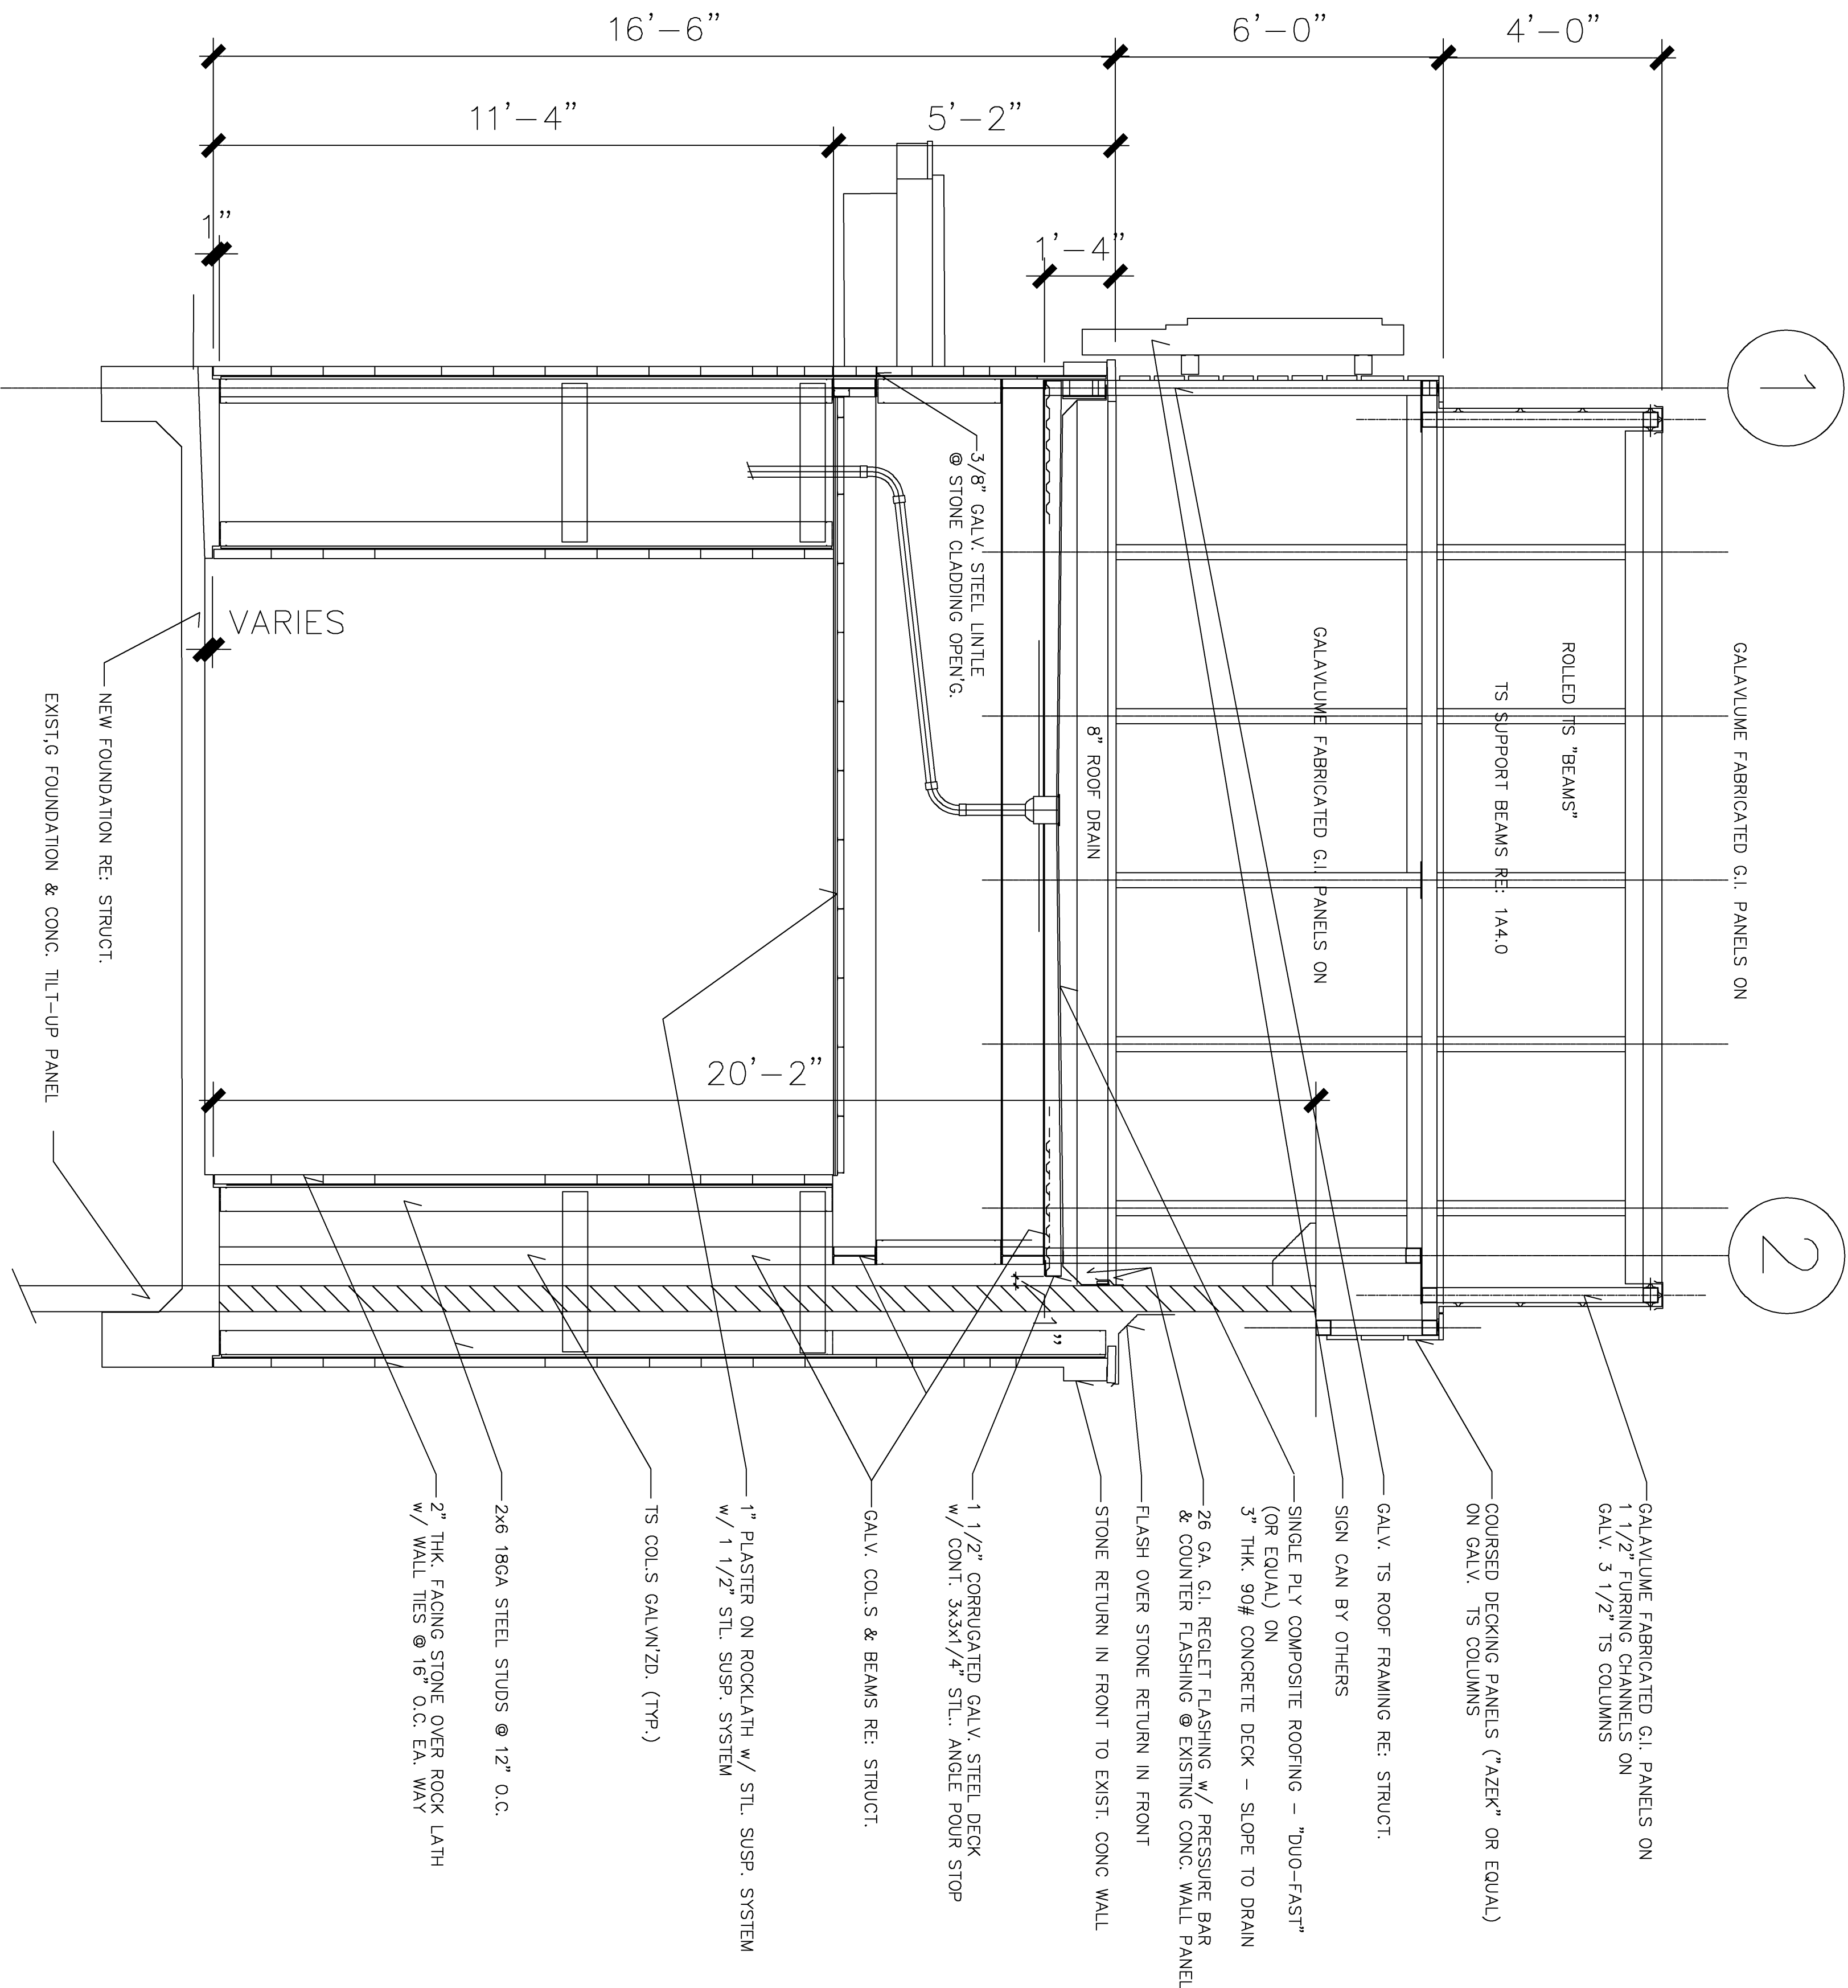 16'-6"
6'-0"
4'-0"
11'-4"
5'-2"
1"
1'-4"
1
3/8" GALV. STEEL LINTLE
@ STONE CLADDING OPEN'G.
VARIES
8" ROOF DRAIN
GALAVLUME FABRICATED G.I. PANELS ON
TS SUPPORT BEAMS RE: 1A4.0
ROLLED TS "BEAMS"
GALAVLUME FABRICATED G.I. PANELS ON
NEW FOUNDATION RE: STRUCT.
EXIST,G FOUNDATION & CONC. TILT-UP PANEL
20'-2"
2
1"
GALAVLUME FABRICATED G.I. PANELS ON
1 1/2" FURRING CHANNELS ON
GALV. 3 1/2" TS COLUMNS
COURSED DECKING PANELS ("AZEK" OR EQUAL)
ON GALV. TS COLUMNS
GALV. TS ROOF FRAMING RE: STRUCT.
SIGN CAN BY OTHERS
SINGLE PLY COMPOSITE ROOFING - "DUO-FAST"
(OR EQUAL) ON
3" THK. 90# CONCRETE DECK - SLOPE TO DRAIN
26 GA. G.I. REGLET FLASHING w/ PRESSURE BAR
& COUNTER FLASHING @ EXISTING CONC. WALL PANEL
FLASH OVER STONE RETURN IN FRONT
STONE RETURN IN FRONT TO EXIST. CONC WALL
1 1/2" CORRUGATED GALV. STEEL DECK
w/ CONT. 3x3x1/4" STL.. ANGLE POUR STOP
GALV. COL.S & BEAMS RE: STRUCT.
1" PLASTER ON ROCKLATH w/ STL. SUSP. SYSTEM
w/ 1 1/2" STL. SUSP. SYSTEM
TS COL.S GALVN'ZD. (TYP.)
2x6 18GA STEEL STUDS @ 12" O.C.
2" THK. FACING STONE OVER ROCK LATH
w/ WALL TIES @ 16" O.C. EA. WAY